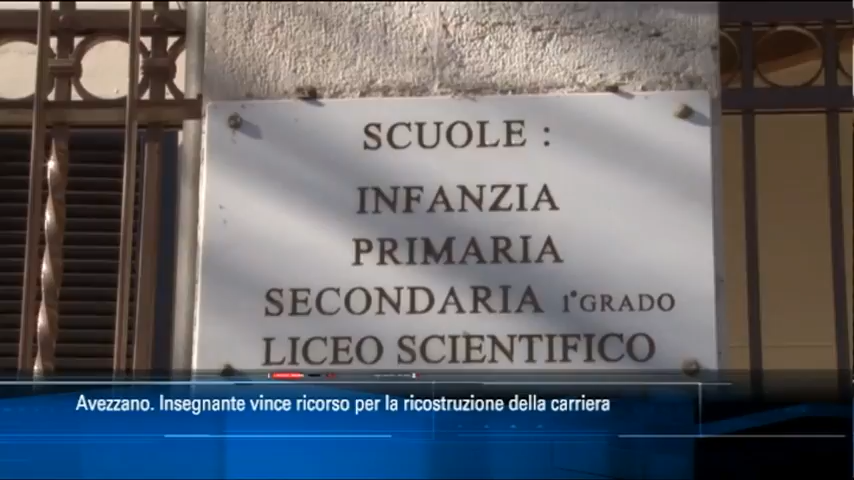 SCUOLE :
INFANZIA
PRIMARIA
SECONDARIA 1° GRADO
LICEO SCIENTIFICO
Avezzano. Insegnante vince ricorso per la ricostruzione della carriera